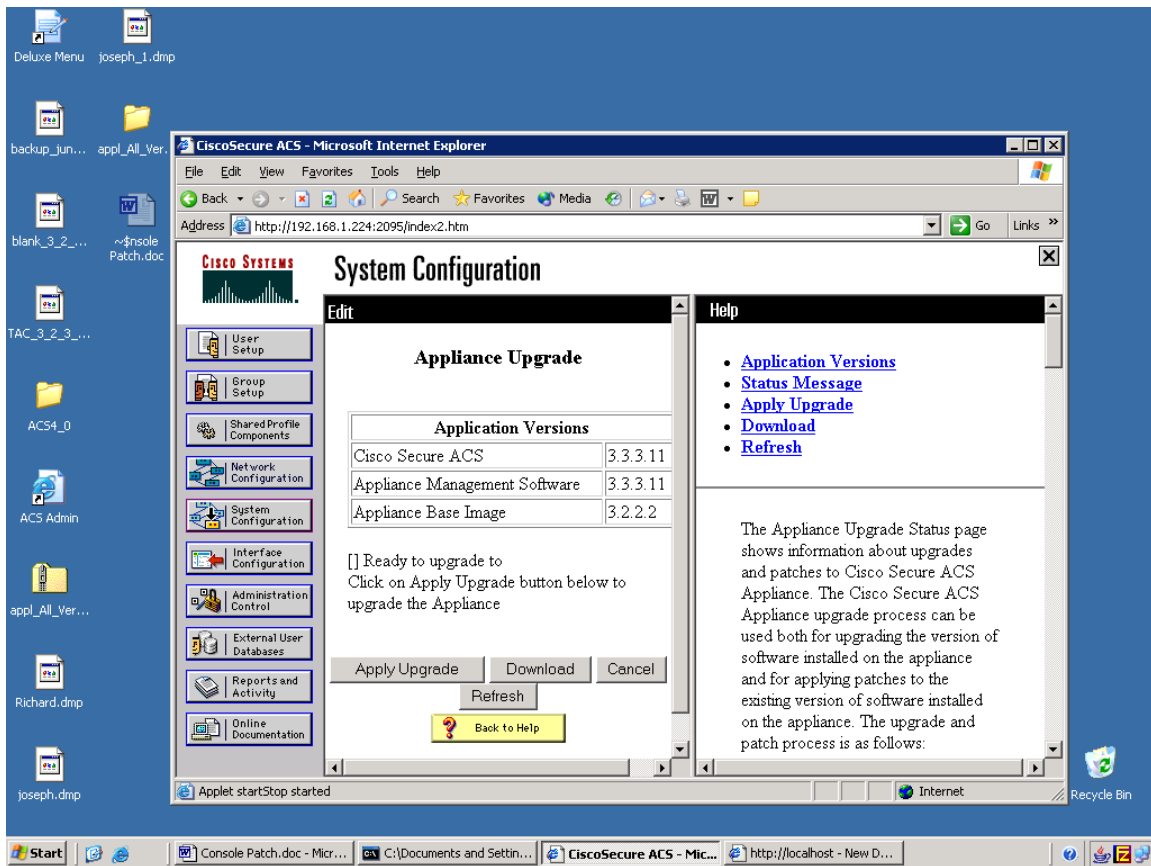 Deluxe Menu
joseph_1.dmp
backup_jun...
appl_All_Ver.
blank_3_2_...
~$nsole
Patch.doc
TAC_3_2_3_...
ACS4_0
ACS Admin
appl_All_Ver...
Richard.dmp
joseph.dmp
CiscoSecure ACS - Microsoft Internet Explorer
File Edit View Favorites Tools Help
Back Search Favorites Media
Address http://192.168.1.224:2095/index2.htm Go Links »
CISCO SYSTEMS
System Configuration
User
Setup
Group
Setup
Shared Profile
Components
Network
Configuration
System
Configuration
Interface
Configuration
Administration
Control
External User
Databases
Reports and
Activity
Online
Documentation
Edit
Appliance Upgrade
Application Versions
Cisco Secure ACS 3.3.3.11
Appliance Management Software 3.3.3.11
Appliance Base Image 3.2.2.2
[] Ready to upgrade to
Click on Apply Upgrade button below to
upgrade the Appliance
Apply Upgrade Download Cancel
Refresh
? Back to Help
Help
• Application Versions
• Status Message
• Apply Upgrade
• Download
• Refresh
The Appliance Upgrade Status page
shows information about upgrades
and patches to Cisco Secure ACS
Appliance. The Cisco Secure ACS
Appliance upgrade process can be
used both for upgrading the version of
software installed on the appliance
and for applying patches to the
existing version of software installed
on the appliance. The upgrade and
patch process is as follows:
Applet startStop started
Internet
Recycle Bin
Start
Console Patch.doc - Micr...
C:\Documents and Settin...
CiscoSecure ACS - Mic...
http://localhost - New D...